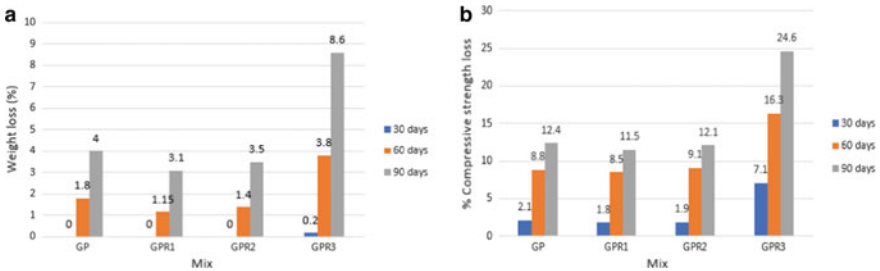 a
Weight loss (%)
10
9
8
7
6
5
4
3
2
1
0
0
1.8
4
0
1.15
3.1
0
1.4
3.5
0.2
3.8
8.6
GP
GPR1
GPR2
GPR3
Mix
30 days
60 days
90 days
b
% Compressive strength loss
30
25
20
15
10
5
0
2.1
8.8
12.4
1.8
8.5
11.5
1.9
9.1
12.1
7.1
16.3
24.6
GP
GPR1
GPR2
GPR3
Mix
30 days
60 days
90 days